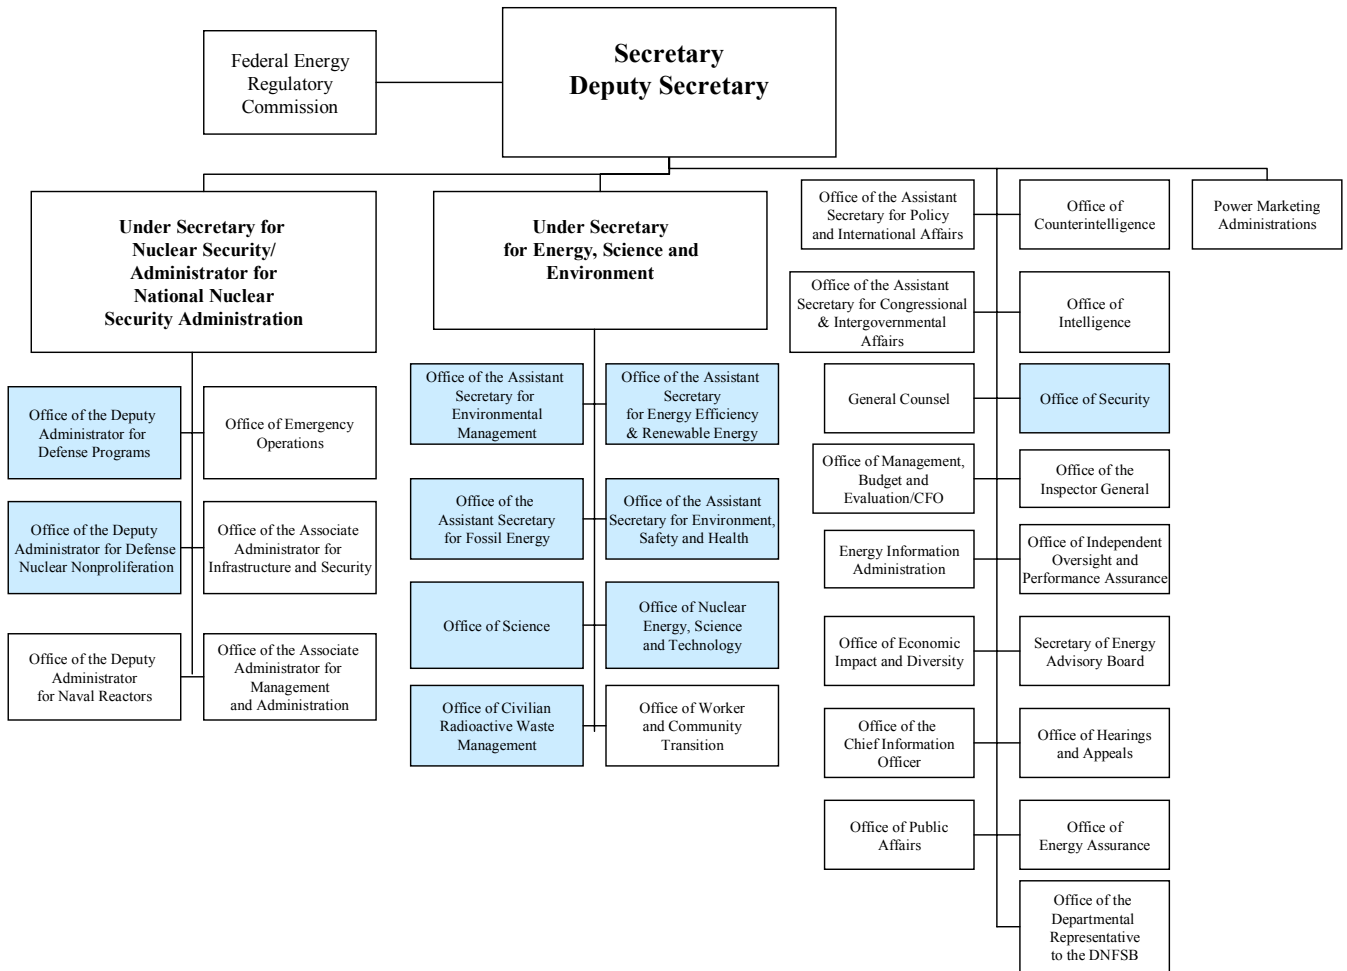 Federal Energy
Regulatory
Commission
Secretary
Deputy Secretary
Under Secretary for
Nuclear Security/
Administrator for
National Nuclear
Security Administration
Office of the Deputy
Administrator for
Defense Programs
Office of Emergency
Operations
Office of the Deputy
Administrator for Defense
Nuclear Nonproliferation
Office of the Associate
Administrator for
Infrastructure and Security
Office of the Deputy
Administrator
for Naval Reactors
Office of the Associate
Administrator for
Management
and Administration
Under Secretary
for Energy, Science and
Environment
Office of the Assistant
Secretary for
Environmental
Management
Office of the Assistant
Secretary
for Energy Efficiency
& Renewable Energy
Office of the
Assistant Secretary
for Fossil Energy
Office of the Assistant
Secretary for Environment,
Safety and Health
Office of Science
Office of Nuclear
Energy, Science
and Technology
Office of Civilian
Radioactive Waste
Management
Office of Worker
and Community
Transition
Office of the Assistant
Secretary for Policy
and International Affairs
Office of
Counterintelligence
Office of the Assistant
Secretary for Congressional
& Intergovernmental
Affairs
Office of
Intelligence
General Counsel
Office of Security
Office of Management,
Budget and
Evaluation/CFO
Office of the
Inspector General
Energy Information
Administration
Office of Independent
Oversight and
Performance Assurance
Office of Economic
Impact and Diversity
Secretary of Energy
Advisory Board
Office of the
Chief Information
Officer
Office of Hearings
and Appeals
Office of Public
Affairs
Office of
Energy Assurance
Office of the
Departmental
Representative
to the DNFSB
Power Marketing
Administrations